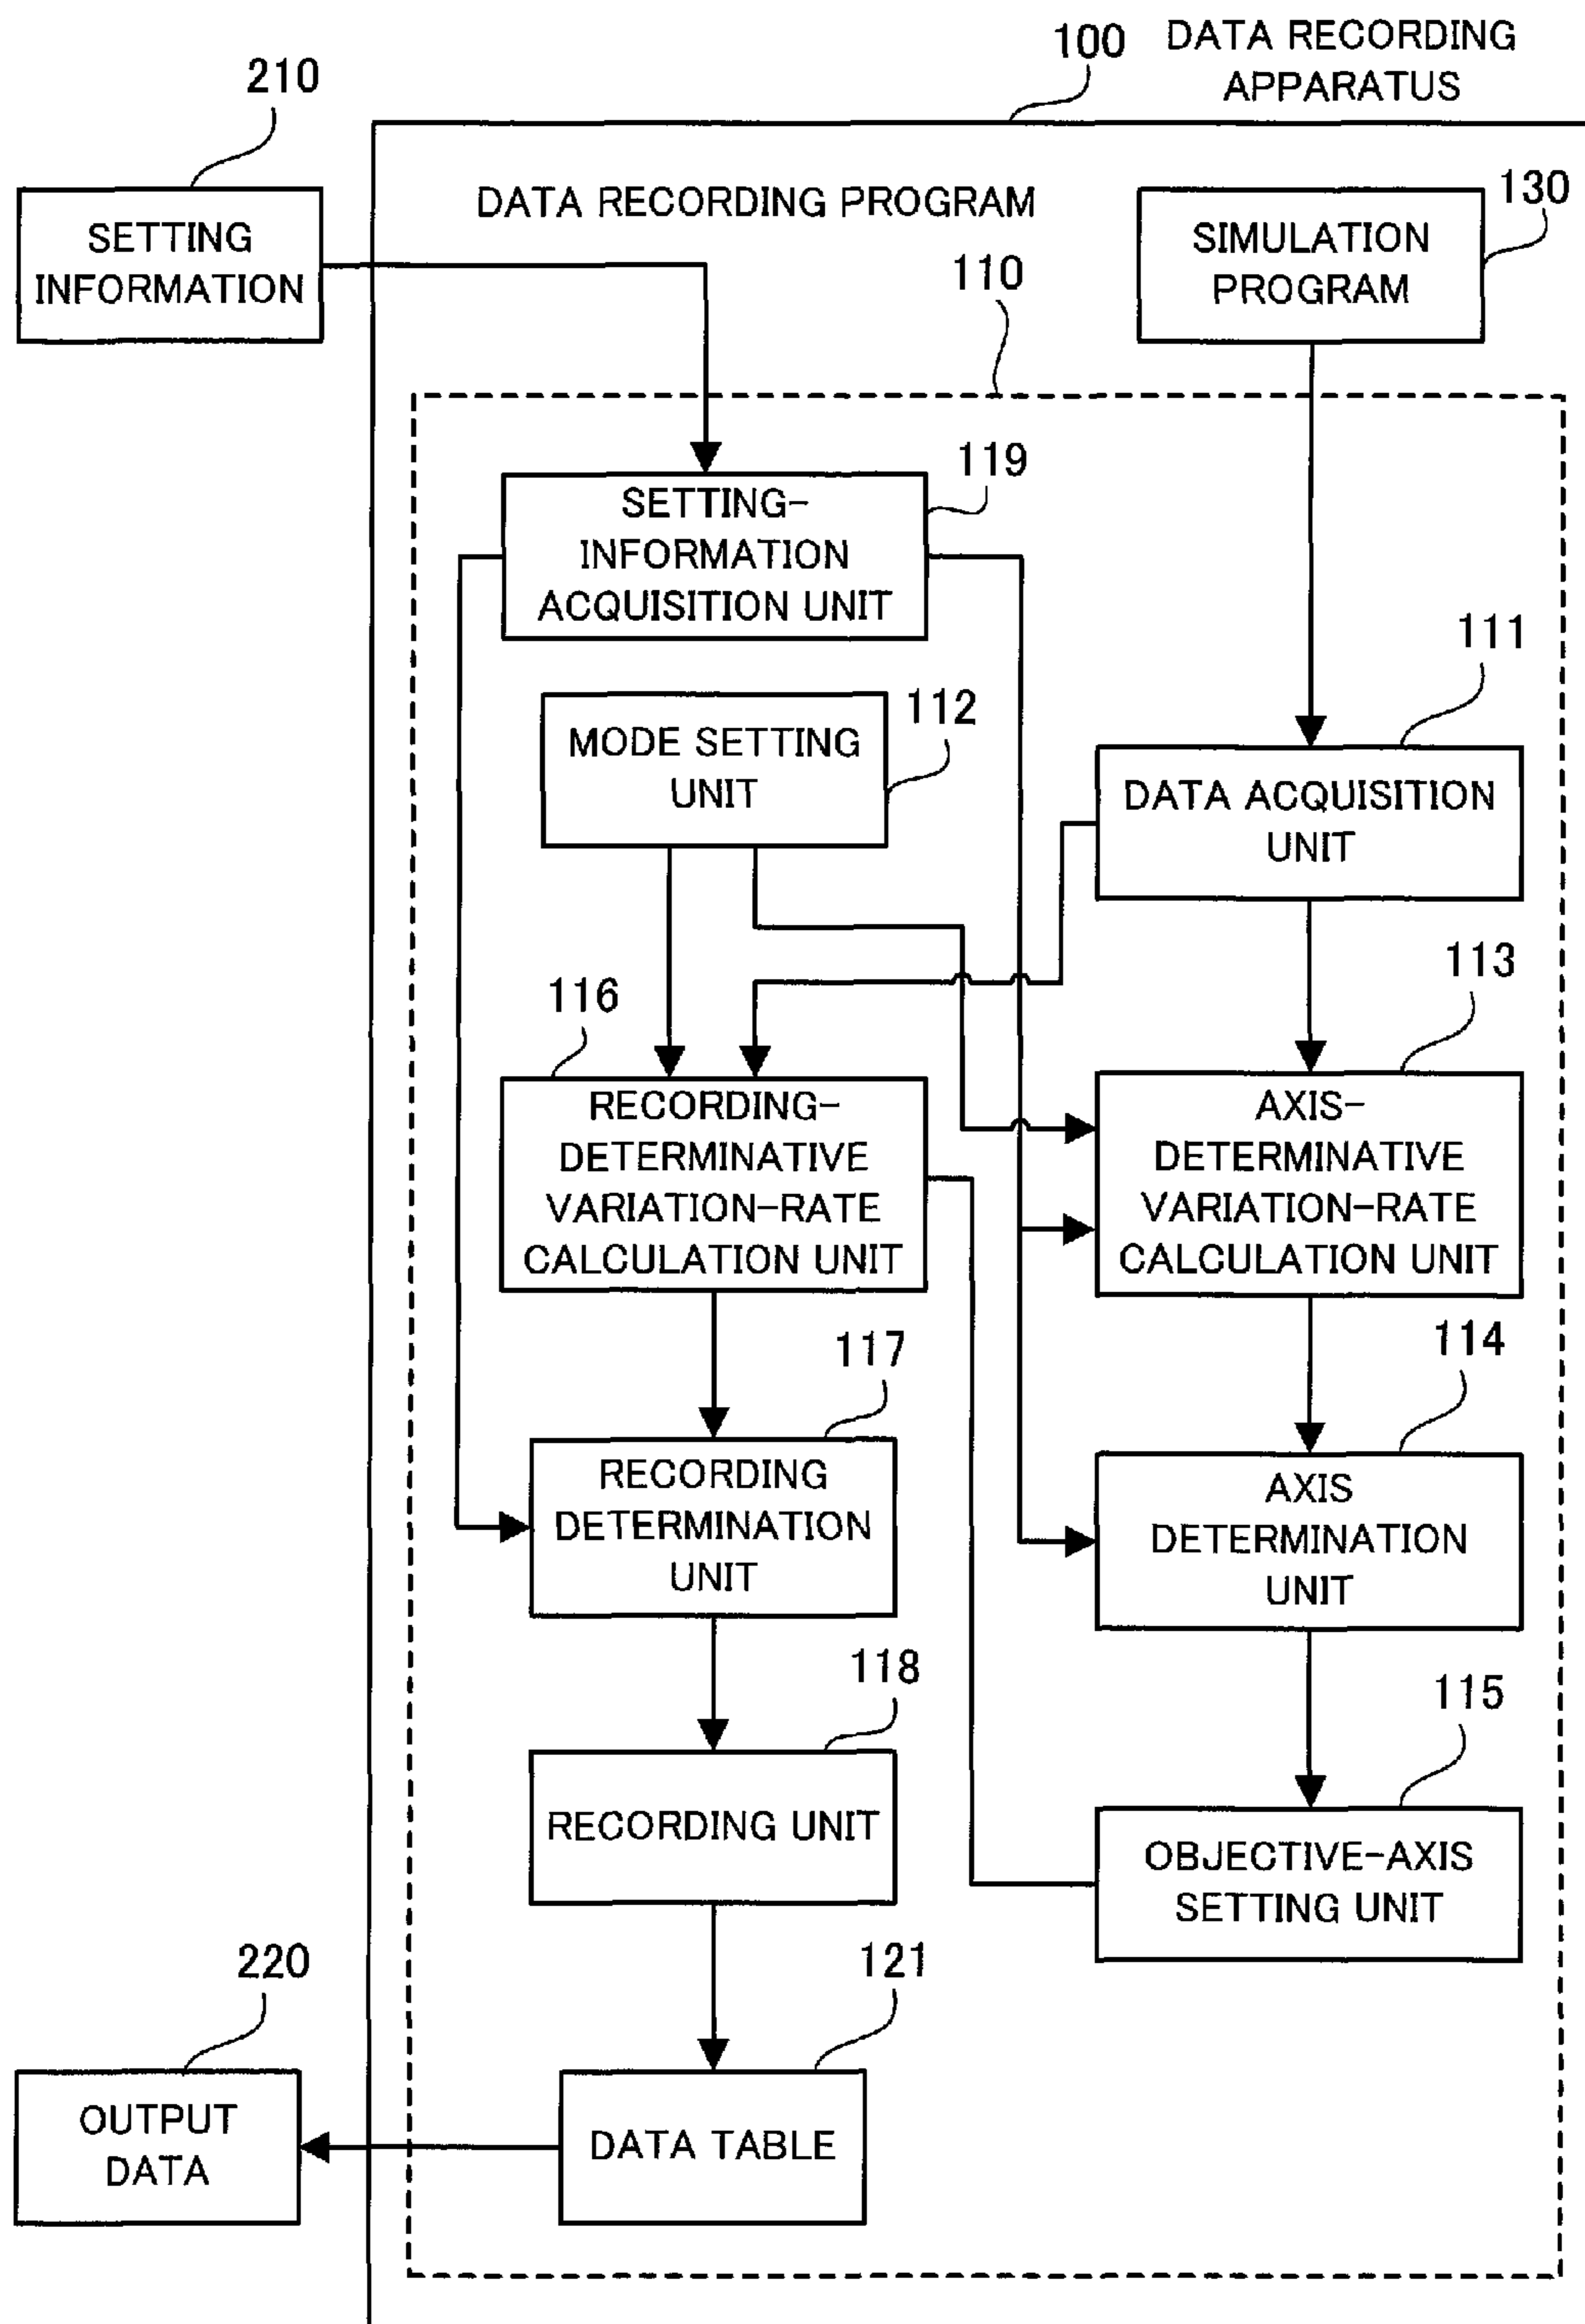 100
DATA RECORDING
APPARATUS
210
SETTING
INFORMATION
DATA RECORDING PROGRAM
130
SIMULATION
PROGRAM
110
119
SETTING-
INFORMATION
ACQUISITION UNIT
111
112
MODE SETTING
UNIT
DATA ACQUISITION
UNIT
116
113
RECORDING-
DETERMINATIVE
VARIATION-RATE
CALCULATION UNIT
AXIS-
DETERMINATIVE
VARIATION-RATE
CALCULATION UNIT
117
114
RECORDING
DETERMINATION
UNIT
AXIS
DETERMINATION
UNIT
118
115
RECORDING UNIT
OBJECTIVE-AXIS
SETTING UNIT
220
121
OUTPUT
DATA
DATA TABLE